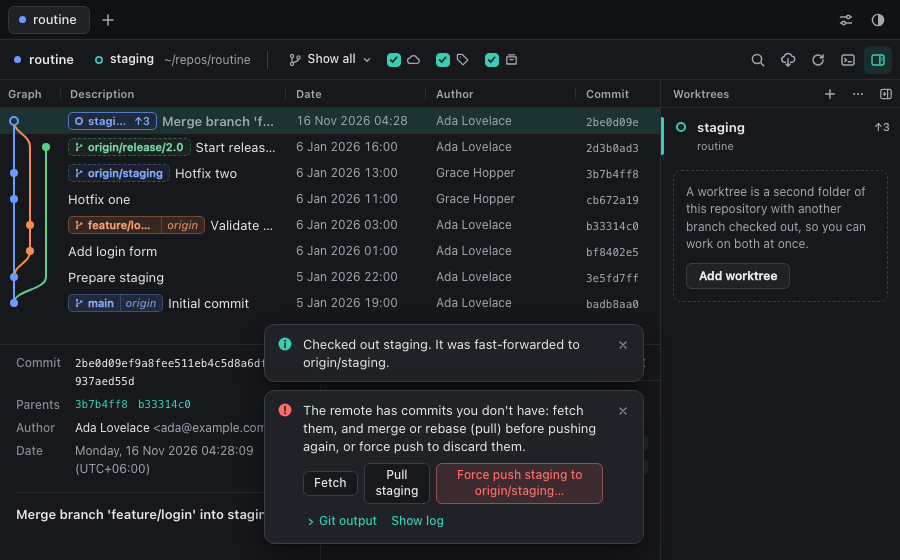 routine
routine staging ~/repos/routine Show all
Graph Description Date Author Commit Worktrees
stagi... ↑3 Merge branch 'f... 16 Nov 2026 04:28 Ada Lovelace 2be0d09e
origin/release/2.0 Start releas... 6 Jan 2026 16:00 Ada Lovelace 2d3b0ad3
origin/staging Hotfix two 6 Jan 2026 13:00 Grace Hopper 3b7b4ff8
Hotfix one 6 Jan 2026 11:00 Grace Hopper cb672a19
feature/lo... origin Validate ... 6 Jan 2026 03:00 Ada Lovelace b33314c0
Add login form 6 Jan 2026 01:00 Ada Lovelace bf8402e5
Prepare staging 5 Jan 2026 22:00 Ada Lovelace 3e5fd7ff
main origin Initial commit 5 Jan 2026 19:00 Ada Lovelace badb8aa0
staging ↑3
routine
A worktree is a second folder of
this repository with another
branch checked out, so you can
work on both at once.
Add worktree
Commit 2be0d09ef9a8fee511eb4c5d8a6df
937aed55d
Parents 3b7b4ff8 b33314c0
Author Ada Lovelace <ada@example.com
Date Monday, 16 Nov 2026 04:28:09
(UTC+06:00)
Merge branch 'feature/login' into stagin
Checked out staging. It was fast-forwarded to
origin/staging.
The remote has commits you don't have: fetch
them, and merge or rebase (pull) before pushing
again, or force push to discard them.
Fetch
Pull
staging
Force push staging to
origin/staging...
Git output Show log